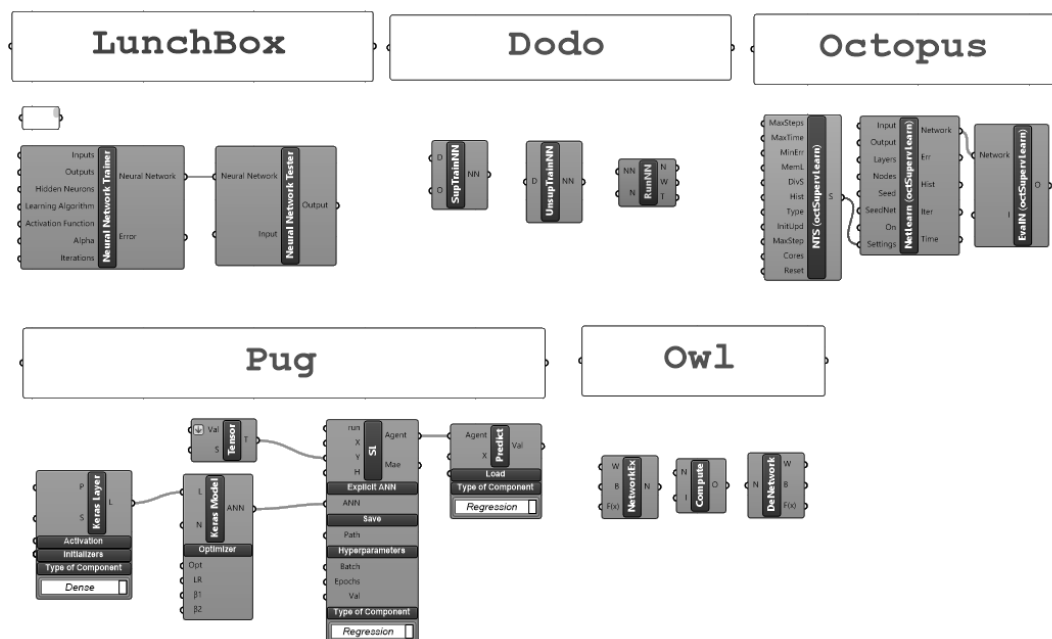 LunchBox
Dodo
Octopus
Inputs
Outputs
Hidden Neurons
Learning Algorithm
Activation Function
Alpha
Iterations
Neural Network Trainer
Neural Network
Error
Neural Network
Input
Neural Network Tester
Output
D
O
SupTrainNN
NN
D
UnsupTrainNN
NN
NN
N
RunNN
N
W
T
MaxSteps
MaxTime
MinErr
MemL
DivS
Hist
Type
InitUpd
MaxStep
Cores
Reset
NTS (octSupervLearn)
S
Input
Output
Layers
Nodes
Seed
SeedNet
On
Settings
NetLearn (octSupervLearn)
Network
Err
Hist
Iter
Time
Network
I
EvalN (octSupervLearn)
O
Pug
Owl
P
S
Keras Layer
L
Activation
Initializers
Type of Component
Dense
Val
S
Tensor
T
L
N
Keras Model
ANN
Optimizer
Opt
LR
β1
β2
run
X
Y
H
Sl
Agent
Mae
Explicit ANN
ANN
Save
Path
Hyperparameters
Batch
Epochs
Val
Type of Component
Regression
Agent
X
Predict
Val
Load
Type of Component
Regression
W
B
F(x)
NetworkEx
N
N
I
Compute
O
N
DeNetwork
W
B
F(x)